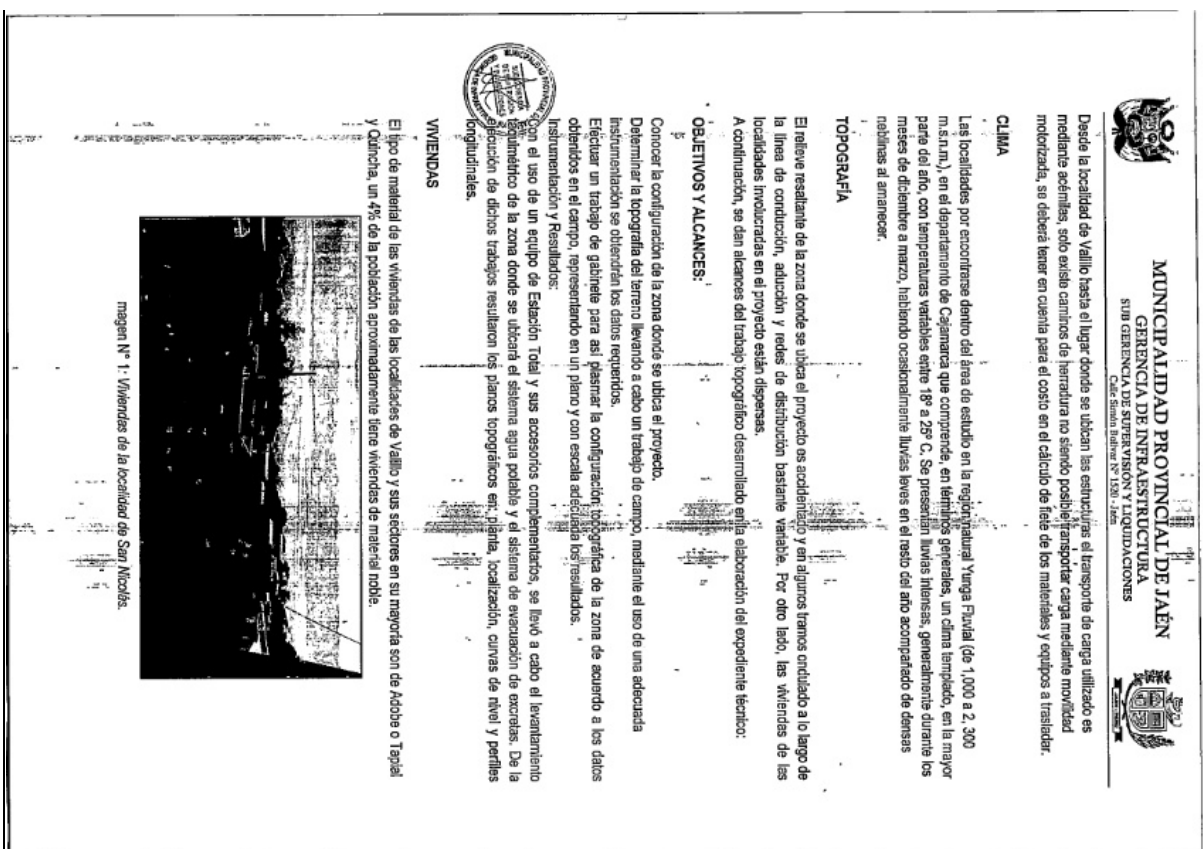 MUNICIPALIDAD PROVINCIAL DE JAÉN
GERENCIA DE INFRAESTRUCTURA
SUB GERENCIA DE SUPERVISIÓN Y LIQUIDACIONES
Calle Simón Bolívar Nº 1520 - Jaén
Desde la localidad de Valillo hasta el lugar donde se ubican las estructuras el transporte de carga utilizado es
mediante acémilas, solo existe caminos de herradura no siendo posible transportar carga mediante movilidad
motorizada, se deberá tener en cuenta para el costo en el cálculo de flete de los materiales y equipos a trasladar.
CLIMA
Las localidades por encontrarse dentro del área de estudio en la región natural Yunga Fluvial (de 1,000 a 2, 300
m.s.n.m.), en el departamento de Cajamarca que comprende, en términos generales, un clima templado, en la mayor
parte del año, con temperaturas variables entre 18º a 25º C. Se presentan lluvias intensas, generalmente durante los
meses de diciembre a marzo, habiendo ocasionalmente lluvias leves en el resto del año acompañado de densas
neblinas al amanecer.
TOPOGRAFÍA
El relieve resaltante de la zona donde se ubica el proyecto es accidentado y en algunos tramos ondulado a lo largo de
la línea de conducción, aducción y redes de distribución bastante variable. Por otro lado, las viviendas de las
localidades involucradas en el proyecto están dispersas.
A continuación, se dan alcances del trabajo topográfico desarrollado en la elaboración del expediente técnico:
OBJETIVOS Y ALCANCES:
Conocer la configuración de la zona donde se ubica el proyecto.
Determinar la topografía del terreno llevando a cabo un trabajo de campo, mediante el uso de una adecuada
instrumentación se obtendrán los datos requeridos.
Efectuar un trabajo de gabinete para así plasmar la configuración topográfica de la zona de acuerdo a los datos
obtenidos en el campo, representando en un plano y con escala adecuada los resultados.
Instrumentación y Resultados:
Con el uso de un equipo de Estación Total y sus accesorios complementarios, se llevó a cabo el levantamiento
taquimétrico de la zona donde se ubicará el sistema agua potable y el sistema de evacuación de excretas. De la
ejecución de dichos trabajos resultaron los planos topográficos en: planta, localización, curvas de nivel y perfiles
longitudinales.
VIVIENDAS
El tipo de material de las viviendas de las localidades de Valillo y sus sectores en su mayoría son de Adobe o Tapial
y Quincha, un 4% de la población aproximadamente tiene viviendas de material noble.
magen N° 1: Viviendas de la localidad de San Nicolás.